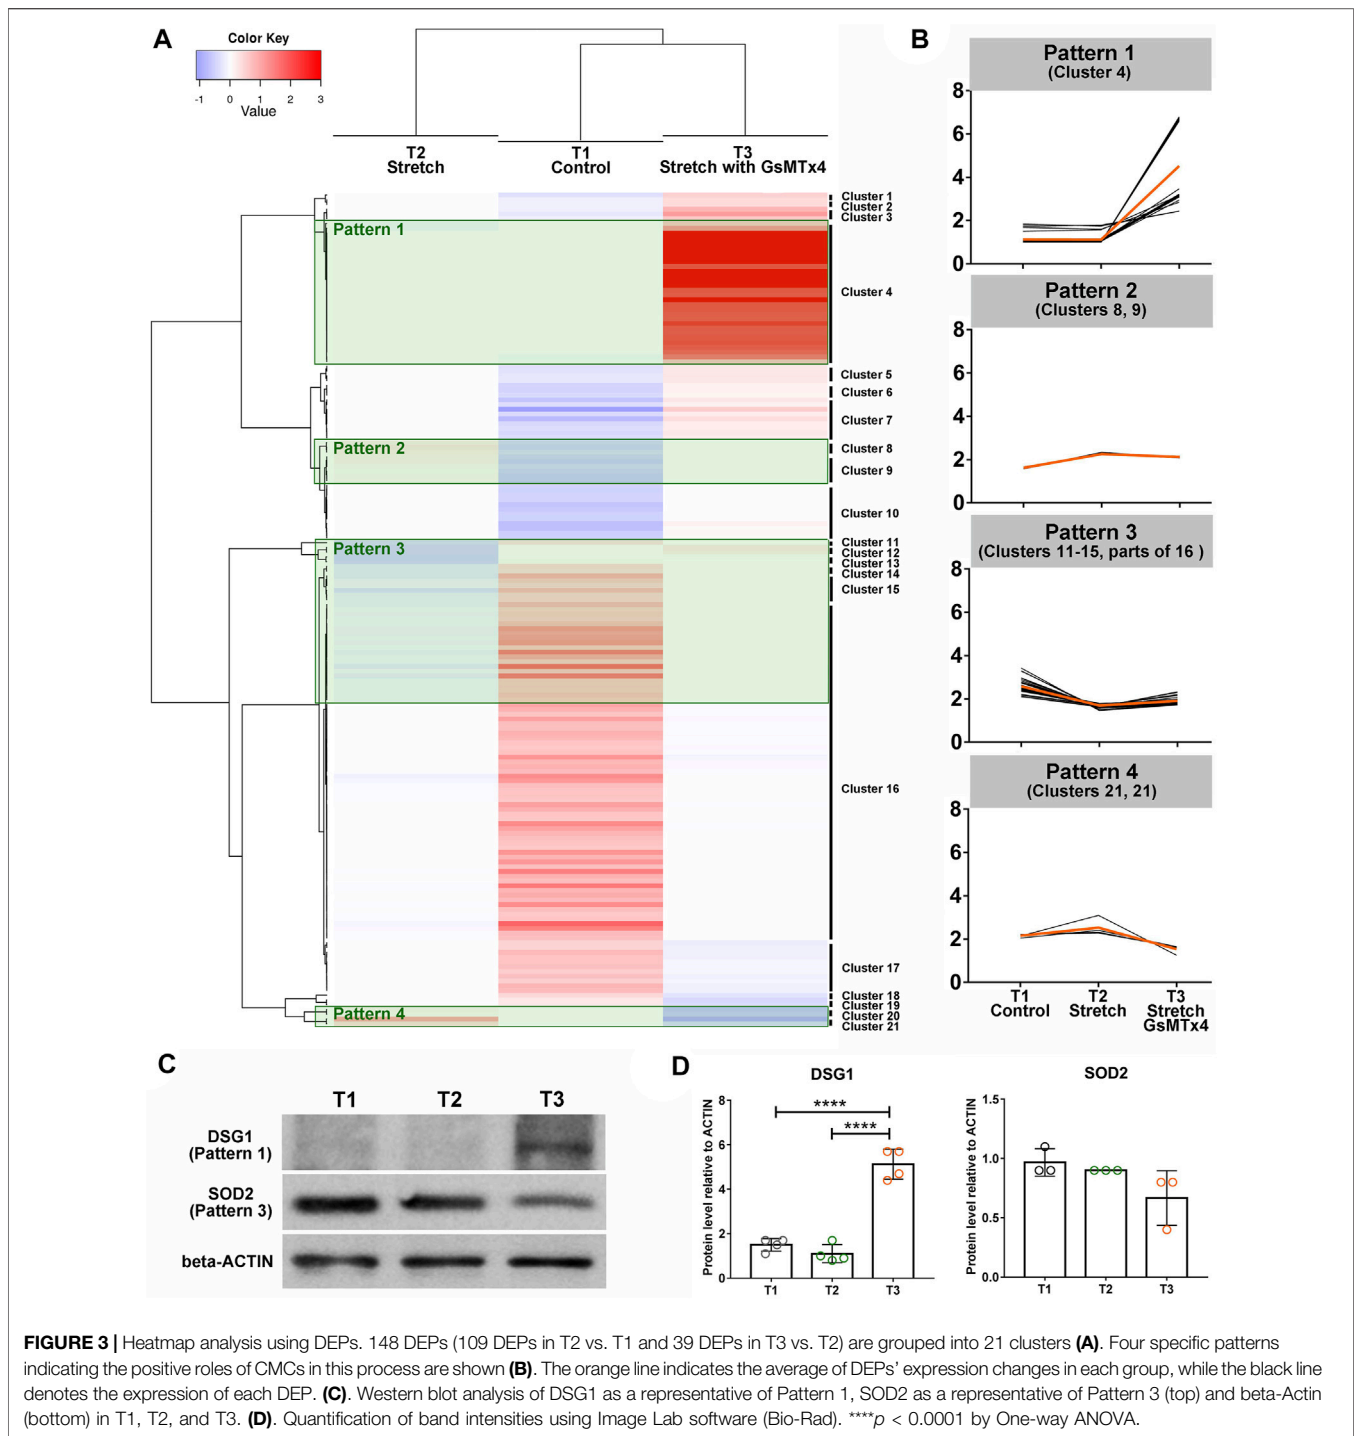 A
Color Key
-1 0 1 2 3
Value
T2
Stretch
T1
Control
T3
Stretch with GsMTx4
Pattern 1
Pattern 2
Pattern 3
Pattern 4
Cluster 1
Cluster 2
Cluster 3
Cluster 4
Cluster 5
Cluster 6
Cluster 7
Cluster 8
Cluster 9
Cluster 10
Cluster 11
Cluster 12
Cluster 13
Cluster 14
Cluster 15
Cluster 16
Cluster 17
Cluster 18
Cluster 19
Cluster 20
Cluster 21
B
Pattern 1
(Cluster 4)
8
6
4
2
0
Pattern 2
(Clusters 8, 9)
8
6
4
2
0
Pattern 3
(Clusters 11-15, parts of 16 )
8
6
4
2
0
Pattern 4
(Clusters 21, 21)
8
6
4
2
0
T1
Control
T2
Stretch
T3
Stretch
GsMTx4
C
T1 T2 T3
DSG1
(Pattern 1)
SOD2
(Pattern 3)
beta-ACTIN
D
DSG1
Protein level relative to ACTIN
8
6
4
2
0
****
****
T1 T2 T3
SOD2
Protein level relative to ACTIN
1.5
1.0
0.5
0.0
T1 T2 T3
FIGURE 3 | Heatmap analysis using DEPs. 148 DEPs (109 DEPs in T2 vs. T1 and 39 DEPs in T3 vs. T2) are grouped into 21 clusters (A). Four specific patterns
indicating the positive roles of CMCs in this process are shown (B). The orange line indicates the average of DEPs' expression changes in each group, while the black line
denotes the expression of each DEP. (C). Western blot analysis of DSG1 as a representative of Pattern 1, SOD2 as a representative of Pattern 3 (top) and beta-Actin
(bottom) in T1, T2, and T3. (D). Quantification of band intensities using Image Lab software (Bio-Rad). ****p < 0.0001 by One-way ANOVA.